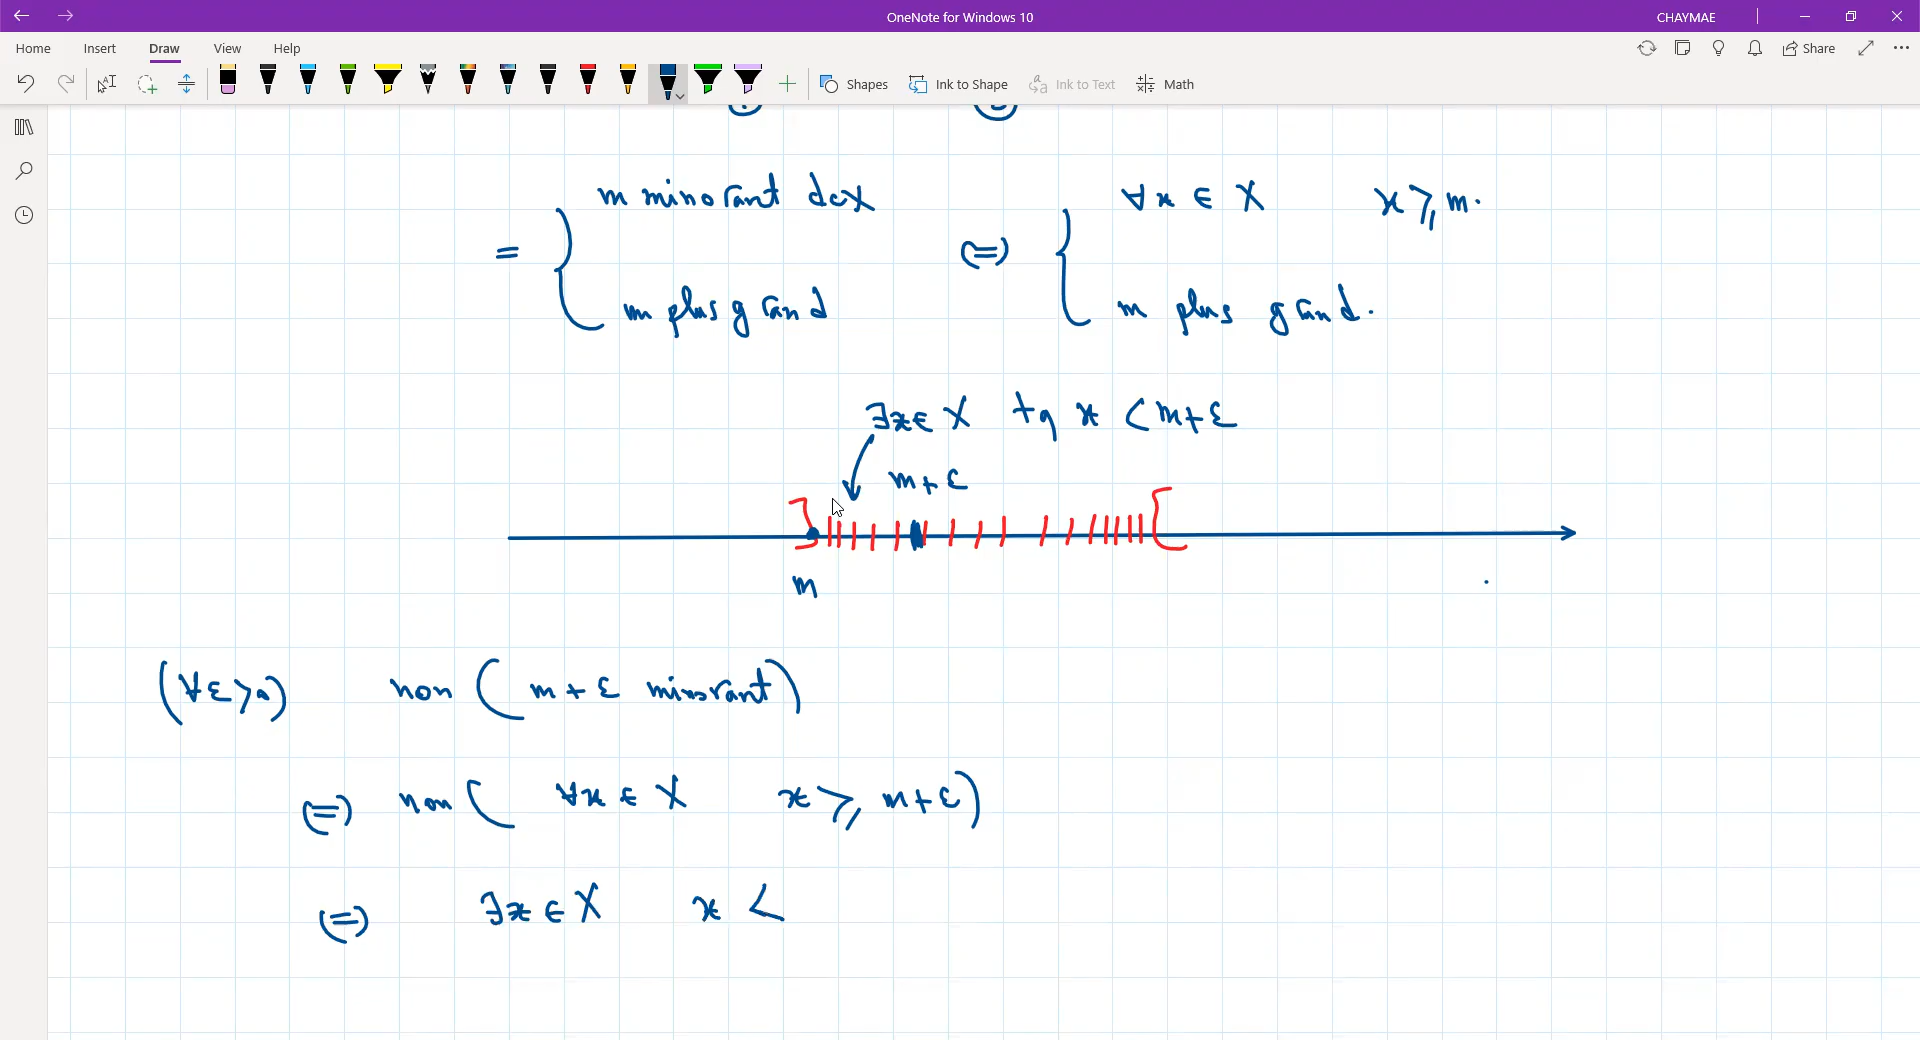 OneNote for Windows 10 CHAYMAE
Home Insert Draw View Help
Shapes Ink to Shape Ink to Text Math Share
m minorant de X ∀x ∈ X x ⩾ m.
= { ⟺ {
m plus grand m plus grand.
∃x ∈ X tq x < m+ε
m+ε
m
(∀ε>0) non (m+ε minorant)
⟺ non ( ∀x ∈ X x ⩾ m+ε)
⟺ ∃x ∈ X x <